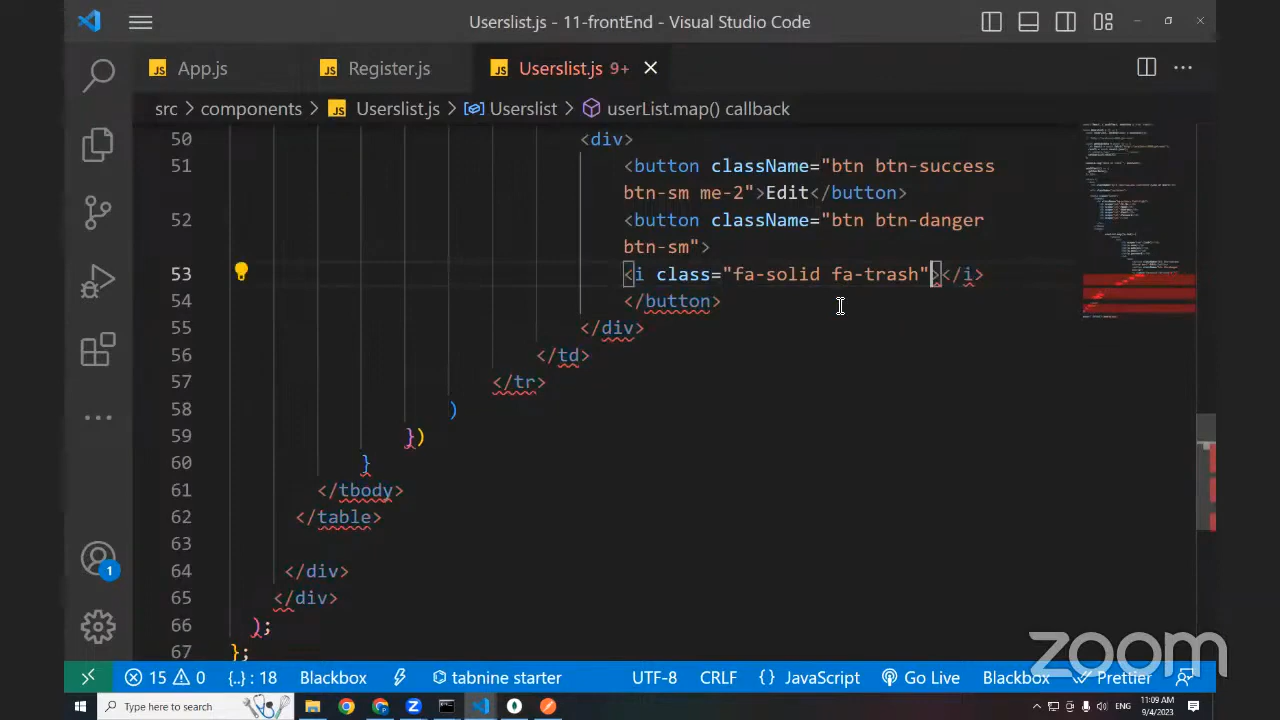 Userslist.js - 11-frontEnd - Visual Studio Code
JS App.js
JS Register.js
JS Userslist.js 9+
src > components > JS Userslist.js > Userslist > userList.map() callback
50 <div>
51 <button className="btn btn-success
btn-sm me-2">Edit</button>
52 <button className="btn btn-danger
btn-sm">
53 <i class="fa-solid fa-trash"></i>
54 </button>
55 </div>
56 </td>
57 </tr>
58 )
59 })
60 }
61 </tbody>
62 </table>
63
64 </div>
65 </div>
66 );
67 };
1
zoom
15 0 {..} : 18 Blackbox tabnine starter UTF-8 CRLF {} JavaScript Go Live Blackbox Prettier
Type here to search
11:09 AM
9/4/2023